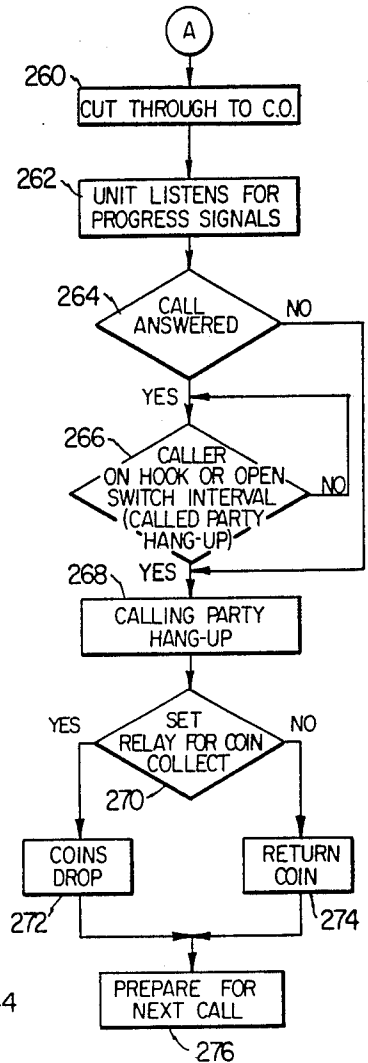 A
260
CUT THROUGH TO C.O.
262
UNIT LISTENS FOR
PROGRESS SIGNALS
264
CALL
ANSWERED
NO
YES
266
CALLER
ON HOOK OR OPEN
SWITCH INTERVAL
(CALLED PARTY
HANG-UP)
NO
YES
268
CALLING PARTY
HANG-UP
YES
SET
RELAY FOR COIN
COLLECT
NO
270
COINS
DROP
272
RETURN
COIN
274
4
PREPARE FOR
NEXT CALL
276